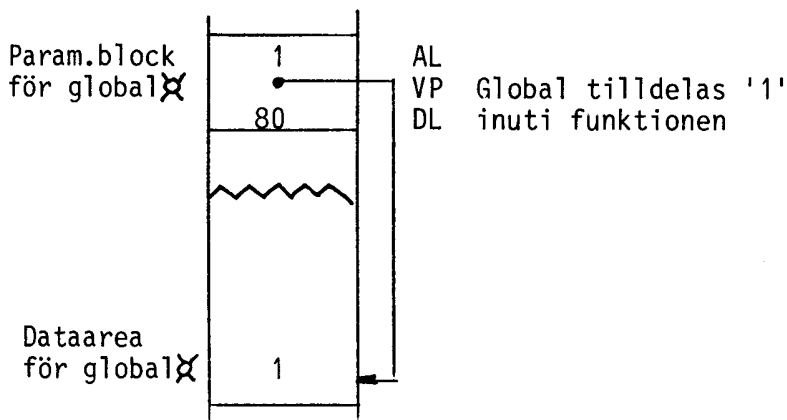 Param.block 1 AL
för global¤ VP Global tilldelas '1'
80 DL inuti funktionen
Dataarea
för global¤ 1